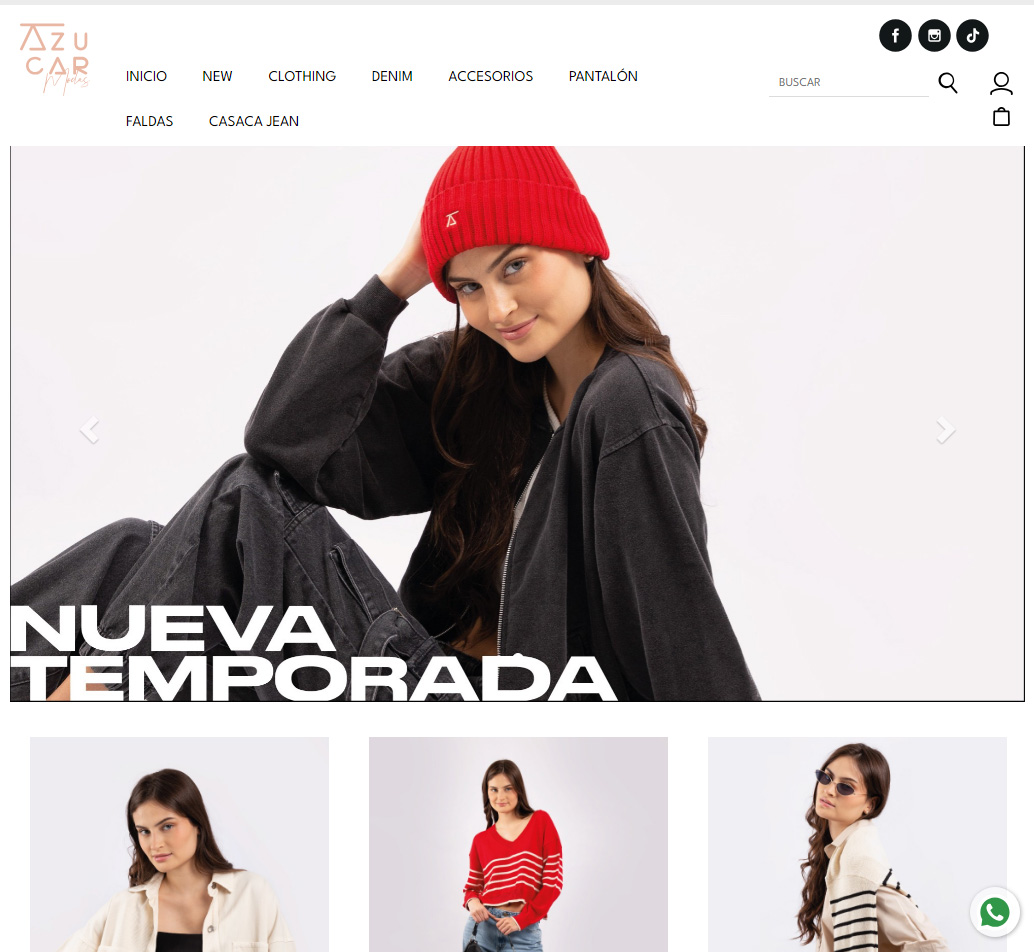 AZU
CAR
Modas
INICIO NEW CLOTHING DENIM ACCESORIOS PANTALÓN
BUSCAR
FALDAS CASACA JEAN
NUEVA
TEMPORADA